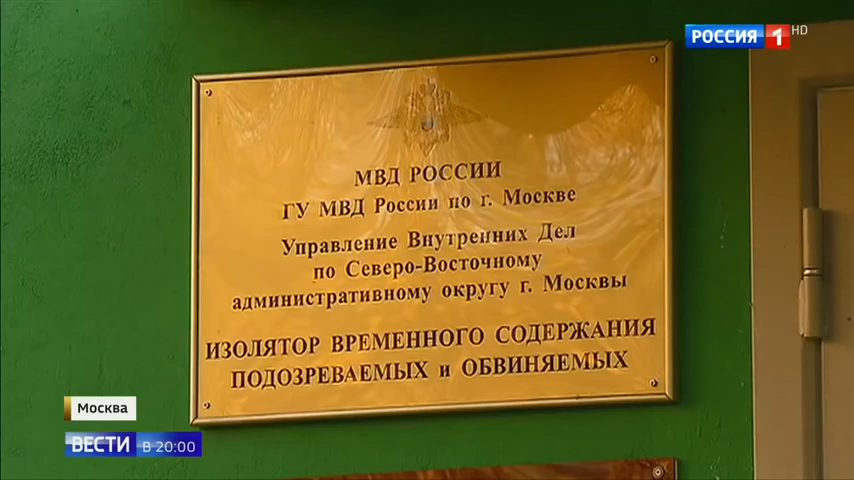 РОССИЯ 1 HD
МВД РОССИИ
ГУ МВД России по г. Москве
Управление Внутренних Дел
по Северо-Восточному
административному округу г. Москвы
ИЗОЛЯТОР ВРЕМЕННОГО СОДЕРЖАНИЯ
ПОДОЗРЕВАЕМЫХ и ОБВИНЯЕМЫХ
Москва
ВЕСТИ В 20:00